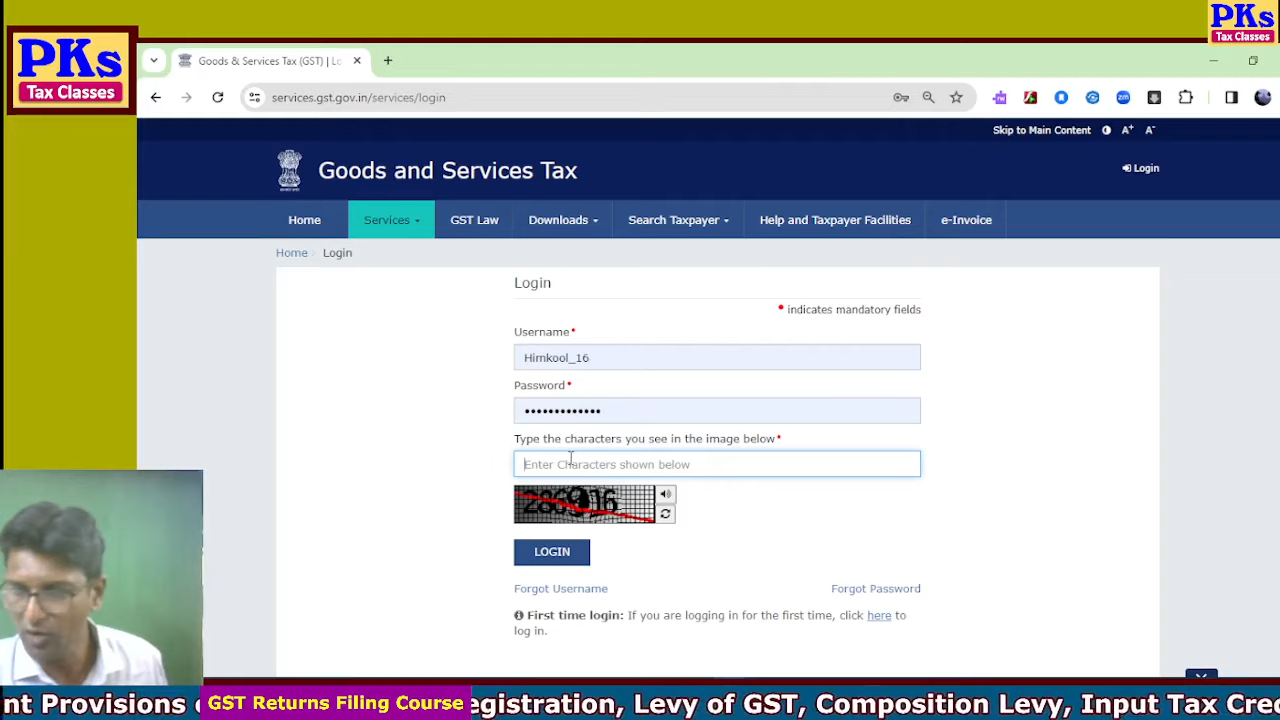 PKs
Tax Classes
PKs
Tax Classes
Goods & Services Tax (GST) | Lo
services.gst.gov.in/services/login
Skip to Main Content A+ A-
Goods and Services Tax
Login
Home Services GST Law Downloads Search Taxpayer Help and Taxpayer Facilities e-Invoice
Home Login
Login
* indicates mandatory fields
Username*
Himkool_16
Password*
•••••••••••••
Type the characters you see in the image below*
Enter Characters shown below
LOGIN
Forgot Username Forgot Password
First time login: If you are logging in for the first time, click here to
log in.
nt Provisions GST Returns Filing Course egistration, Levy of GST, Composition Levy, Input Tax Cred